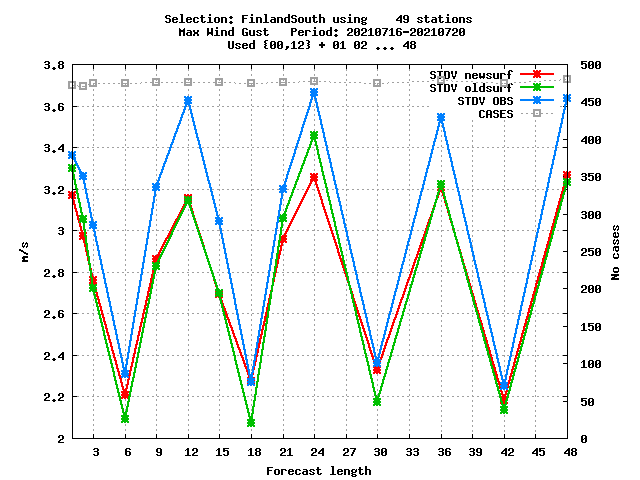 Selection: FinlandSouth using    49 stations
Max Wind Gust   Period: 20210716-20210720
Used {00,12} + 01 02 ... 48
STDV newsurf
STDV oldsurf
STDV OBS
CASES
3,8
3,6
3,4
3,2
3
2,8
2,6
2,4
2,2
2
m/s
500
450
400
350
300
250
200
150
100
50
0
No cases
3 6 9 12 15 18 21 24 27 30 33 36 39 42 45 48
Forecast length